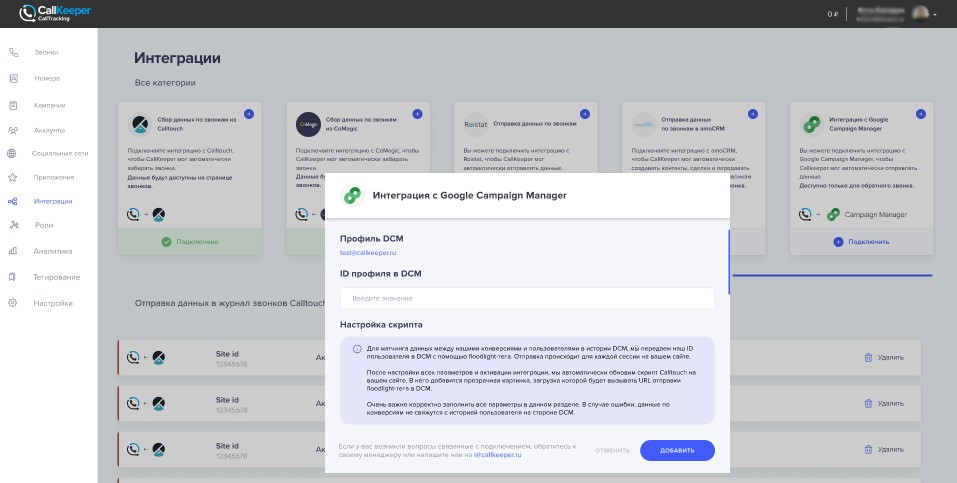 CallKeeper
CallTracking
0 ₽
Звонки
Номера
Кампании
Аккаунты
Социальные сети
Приложения
Интеграции
Роли
Аналитика
Тегирование
Настройки
Интеграции
Все категории
Сбор данных по звонкам из
Calltouch
Подключайте интеграцию с Calltouch,
чтобы CallKeeper мог автоматически
забирать звонки.
Данные будут доступны на странице
звонков.
Подключено
CoMagic
Сбор данных по звонкам
из CoMagic
Подключайте интеграцию с CoMagic, чтобы
CallKeeper мог автоматически забирать
звонки.
Данные б
звонков
Roistat
Отправка данных по звонкам
Вы можете подключить интеграцию с
Roistat, чтобы CallKeeper мог
автоматически отправлять данные.
Отправка данных
по звонкам в amoCRM
Подключайте интеграцию с amoCRM,
чтобы CallKeeper мог автоматически
создавать контакты, сделки и передавать
Интеграция с Google
Campaign Manager
Вы можете подключить интеграцию с
Google Campaign Manager, чтобы
CallKeeper мог автоматически отправлять
данные
Доступно только для обратного звонка.
Campaign Manager
Подключить
Интеграция с Google Campaign Manager
Профиль DCM
test@callkeeper.ru
ID профиля в DCM
Введите значение
Настройка скрипта
Для матчинга данных между нашими конверсиями и пользователями в истории DCM, мы передаем наш ID
пользователя в DCM с помощью floodlight-тега. Отправка происходит для каждой сессии на вашем сайте.
После настройки всех параметров и активации интеграции, мы автоматически обновим скрипт Calltouch на
вашем сайте. В него добавится прозрачная картинка, загрузка которой будет вызывать URL отправки
floodlight-тега в DCM.
Очень важно корректно заполнить все параметры в данном разделе. В случае ошибки, данные по
конверсиям не свяжутся с историей пользователя на стороне DCM.
Если у вас возникли вопросы связанные с подключением, обратитесь к
своему менеджеру или напишите нам на i@callkeeper.ru
ОТМЕНИТЬ
ДОБАВИТЬ
Отправка данных в журнал звонков Calltouch
Site id
12345678
Ак
Удалить
Site id
12345678
Ак
Удалить
Site id
12345678
Ак
Удалить